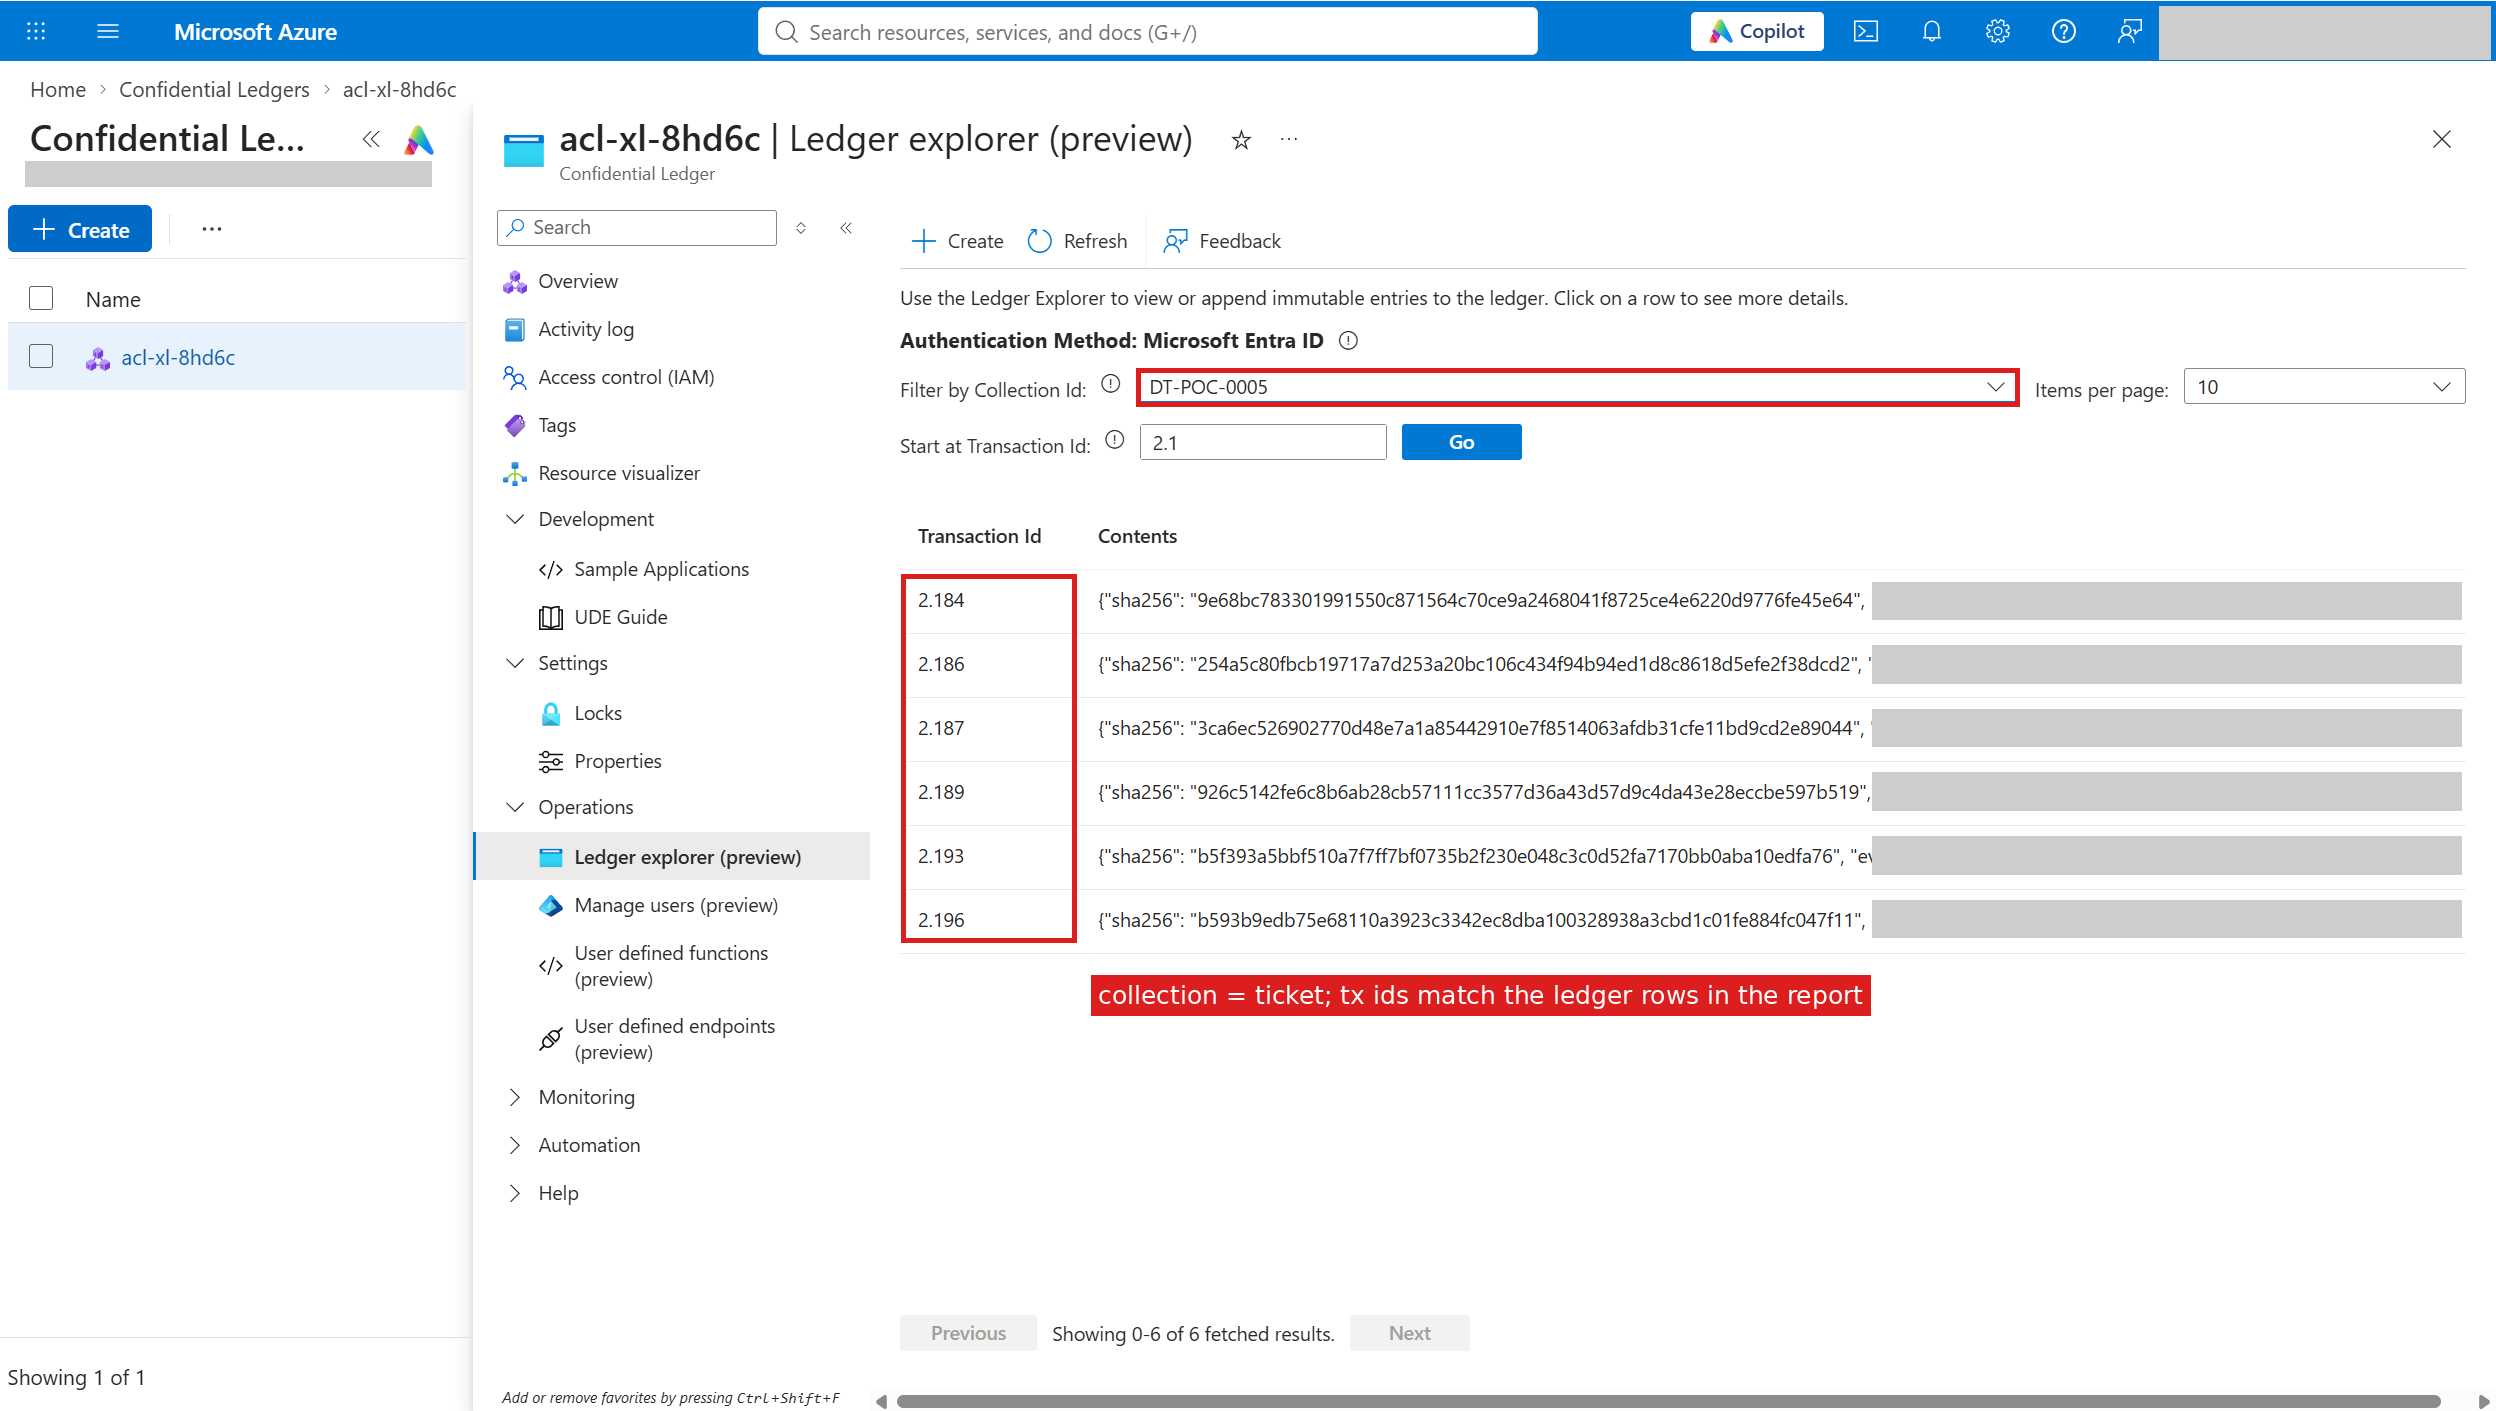 Microsoft Azure
Search resources, services, and docs (G+/)
Copilot
Home > Confidential Ledgers > acl-xl-8hd6c
Confidential Le...
acl-xl-8hd6c | Ledger explorer (preview)
Confidential Ledger
Create
Name
acl-xl-8hd6c
Showing 1 of 1
Search
Overview
Activity log
Access control (IAM)
Tags
Resource visualizer
Development
Sample Applications
UDE Guide
Settings
Locks
Properties
Operations
Ledger explorer (preview)
Manage users (preview)
User defined functions
(preview)
User defined endpoints
(preview)
Monitoring
Automation
Help
Add or remove favorites by pressing Ctrl+Shift+F
Create Refresh Feedback
Use the Ledger Explorer to view or append immutable entries to the ledger. Click on a row to see more details.
Authentication Method: Microsoft Entra ID
Filter by Collection Id: DT-POC-0005 Items per page: 10
Start at Transaction Id: 2.1 Go
Transaction Id Contents
2.184 {"sha256": "9e68bc783301991550c871564c70ce9a2468041f8725ce4e6220d9776fe45e64",
2.186 {"sha256": "254a5c80fbcb19717a7d253a20bc106c434f94b94ed1d8c8618d5efe2f38dcd2", "
2.187 {"sha256": "3ca6ec526902770d48e7a1a85442910e7f8514063afdb31cfe11bd9cd2e89044", "
2.189 {"sha256": "926c5142fe6c8b6ab28cb57111cc3577d36a43d57d9c4da43e28eccbe597b519",
2.193 {"sha256": "b5f393a5bbf510a7f7ff7bf0735b2f230e048c3c0d52fa7170bb0aba10edfa76", "ev
2.196 {"sha256": "b593b9edb75e68110a3923c3342ec8dba100328938a3cbd1c01fe884fc047f11",
collection = ticket; tx ids match the ledger rows in the report
Previous Showing 0-6 of 6 fetched results. Next